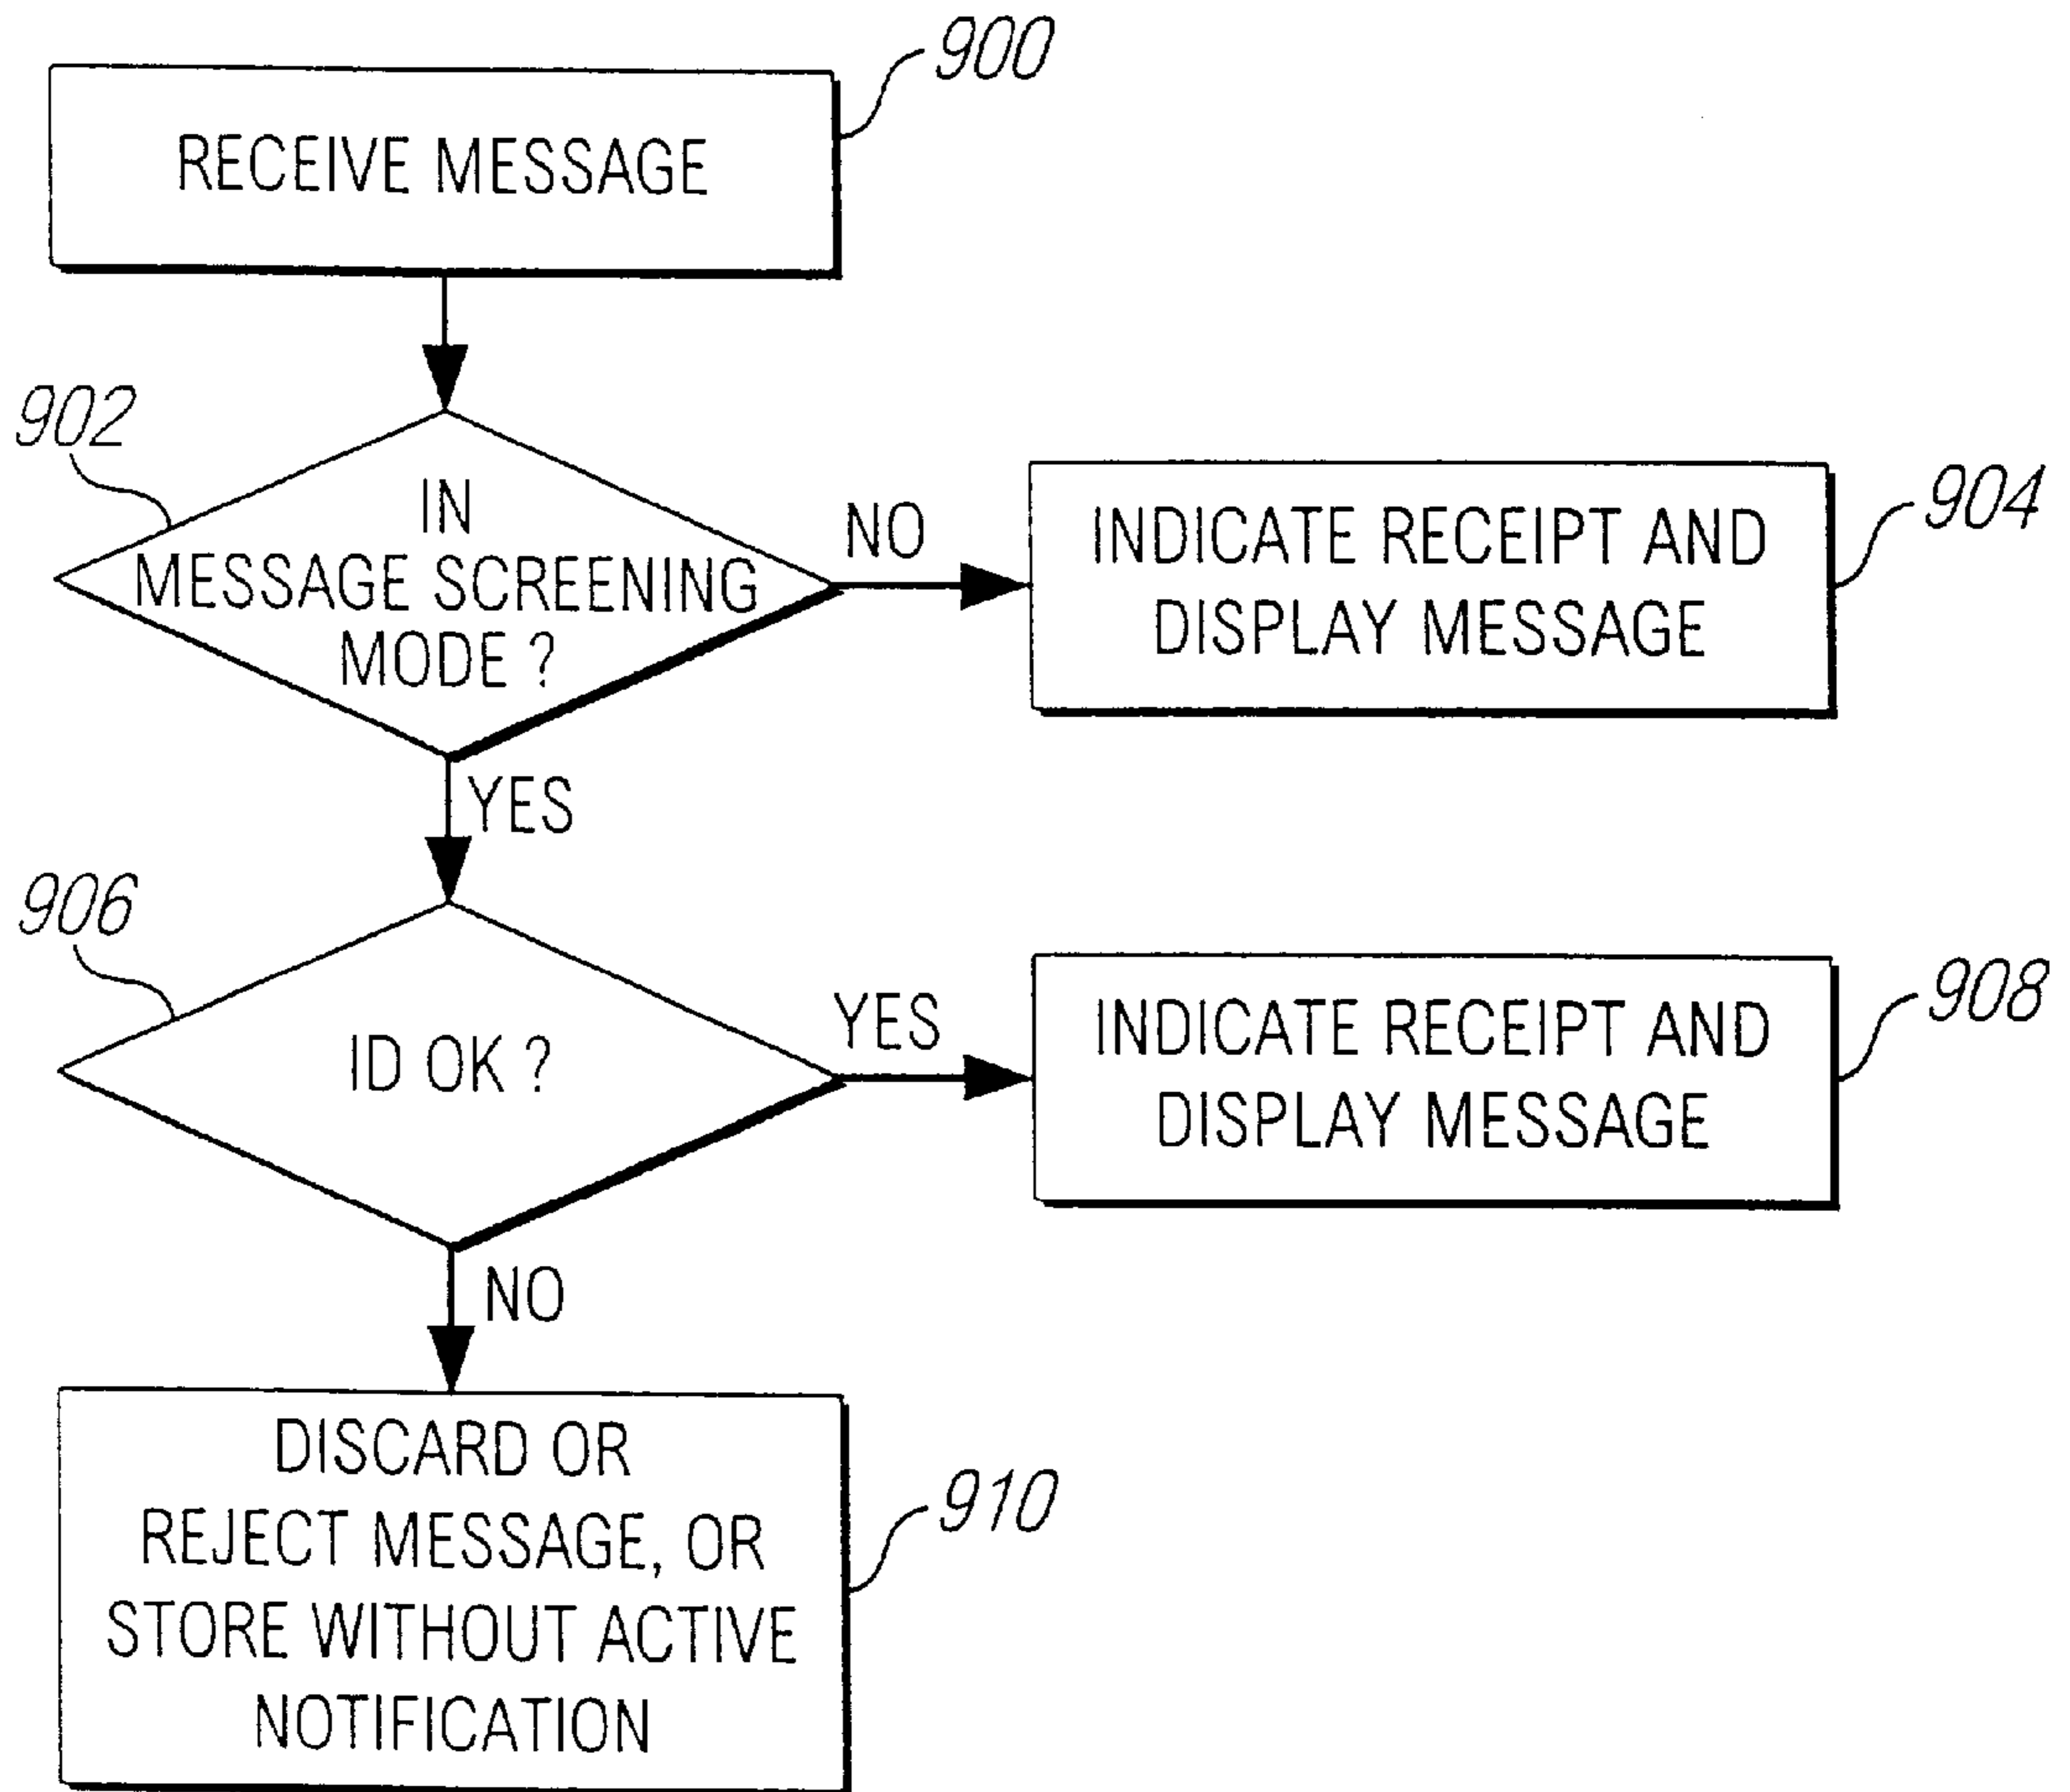 900
RECEIVE MESSAGE
902
IN
MESSAGE SCREENING
MODE ?
NO
INDICATE RECEIPT AND
DISPLAY MESSAGE
904
YES
906
ID OK ?
YES
INDICATE RECEIPT AND
DISPLAY MESSAGE
908
NO
DISCARD OR
REJECT MESSAGE, OR
STORE WITHOUT ACTIVE
NOTIFICATION
910